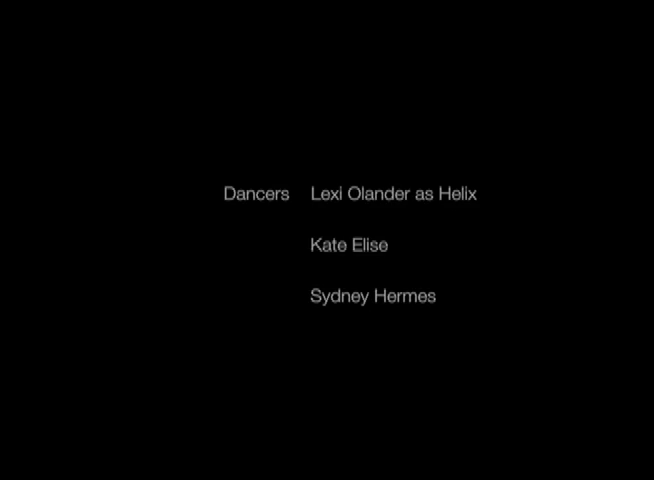 Dancers Lexi Olander as Helix
Kate Elise
Sydney Hermes